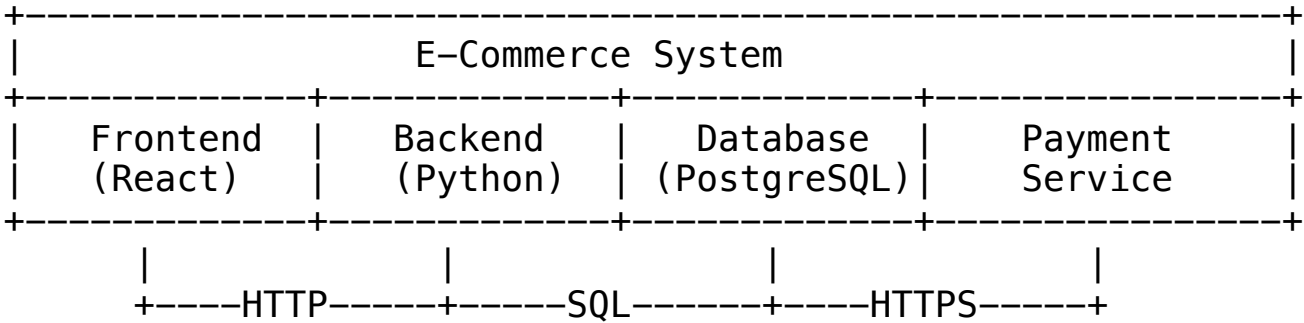 +--------------------------------------------------------------+
|                  E-Commerce System                           |
+-------------+-------------+-------------+----------------+
|   Frontend  |   Backend   |   Database  |    Payment     |
|   (React)   |   (Python)  | (PostgreSQL)|    Service     |
+-------------+-------------+-------------+----------------+
      |             |              |              |
      +----HTTP-----+-----SQL------+----HTTPS-----+